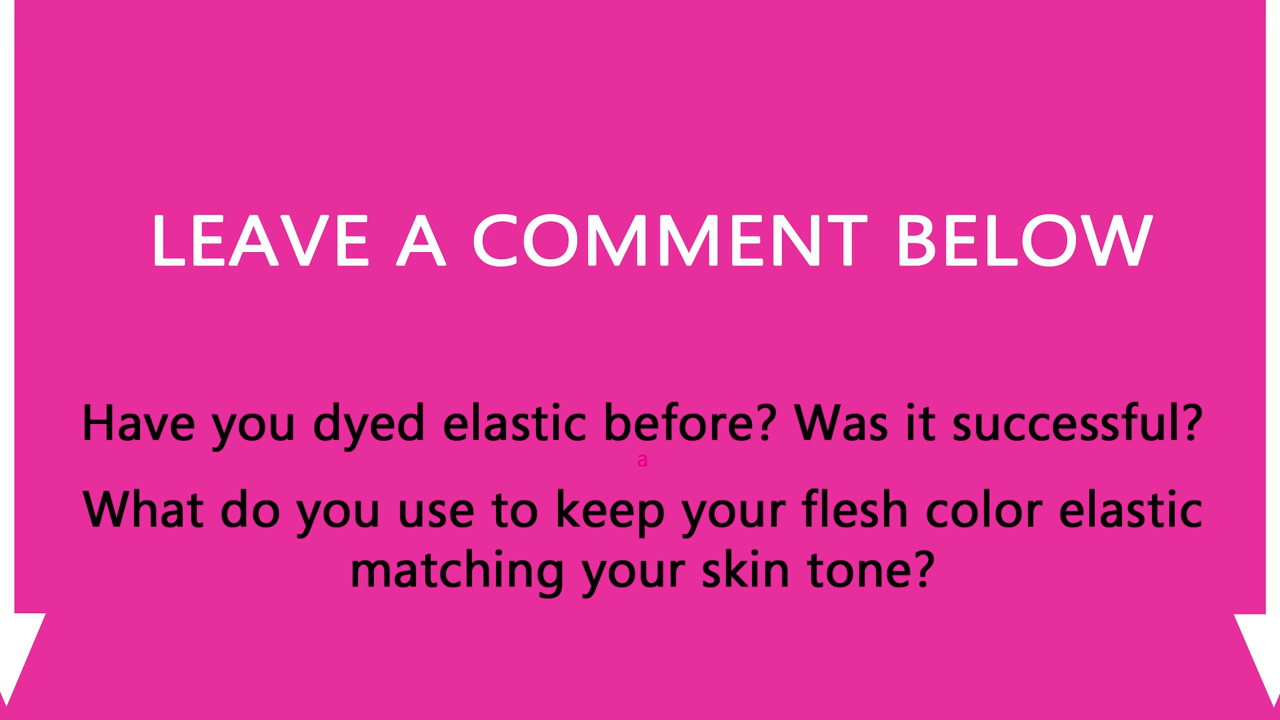 LEAVE A COMMENT BELOW
Have you dyed elastic before? Was it successful?
a
What do you use to keep your flesh color elastic
matching your skin tone?